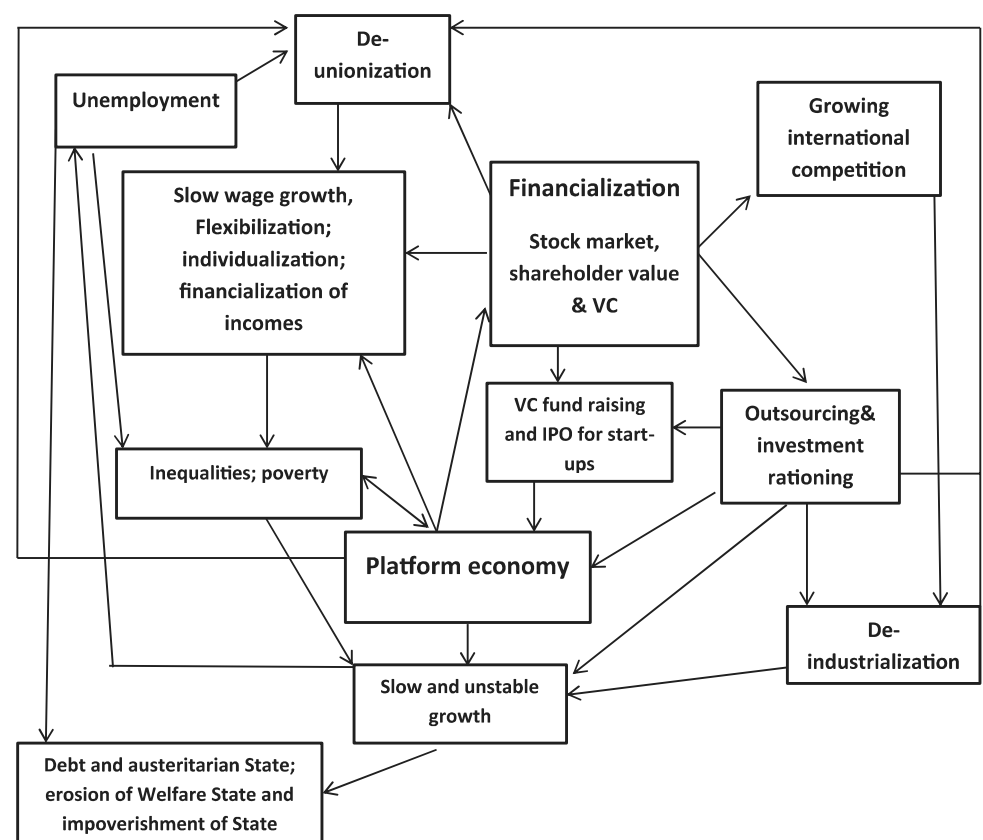 De-
unionization
Unemployment
Growing
international
competition
Slow wage growth,
Flexibilization;
individualization;
financialization of
incomes
Financialization
Stock market,
shareholder value
& VC
VC fund raising
and IPO for start-
ups
Outsourcing&
investment
rationing
Inequalities; poverty
Platform economy
De-
industrialization
Slow and unstable
growth
Debt and austeritarian State;
erosion of Welfare State and
impoverishment of State